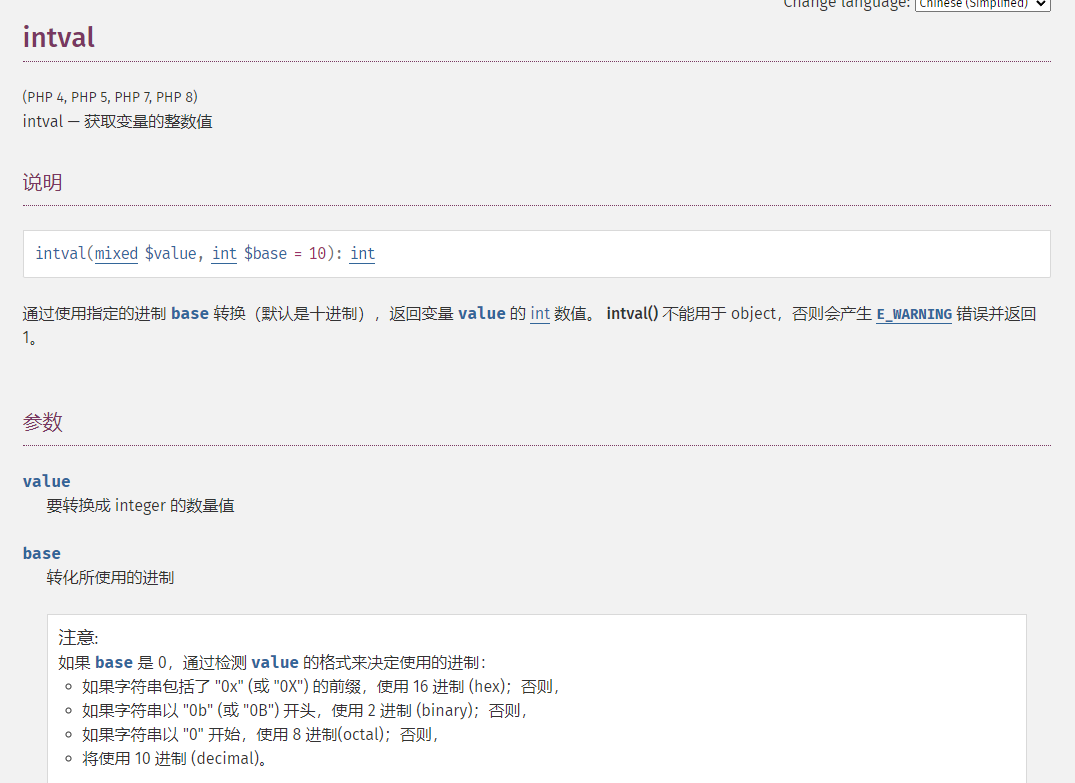 Change language: Chinese (Simplified)
intval
(PHP 4, PHP 5, PHP 7, PHP 8)
intval — 获取变量的整数值
说明
intval(mixed $value, int $base = 10): int
通过使用指定的进制 base 转换（默认是十进制），返回变量 value 的 int 数值。 intval() 不能用于 object，否则会产生 E_WARNING 错误并返回
1。
参数
value
要转换成 integer 的数量值
base
转化所使用的进制
注意:
如果 base 是 0，通过检测 value 的格式来决定使用的进制：
如果字符串包括了 "0x" (或 "0X") 的前缀，使用 16 进制 (hex)；否则，
如果字符串以 "0b" (或 "0B") 开头，使用 2 进制 (binary)；否则，
如果字符串以 "0" 开始，使用 8 进制(octal)；否则，
将使用 10 进制 (decimal)。